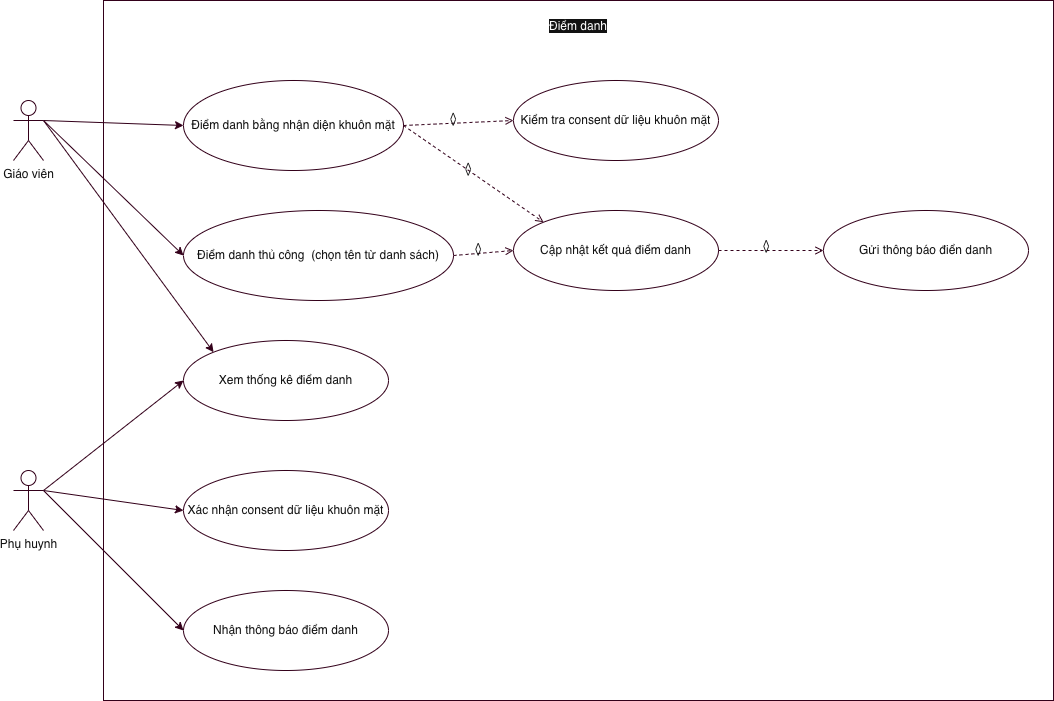 Điểm danh
Điểm danh bằng nhận diện khuôn mặt
Kiểm tra consent dữ liệu khuôn mặt
Giáo viên
Điểm danh thủ công (chọn tên từ danh sách)
Cập nhật kết quả điểm danh
Gửi thông báo điển danh
Xem thống kê điểm danh
Xác nhận consent dữ liệu khuôn mặt
Phụ huynh
Nhận thông báo điểm danh